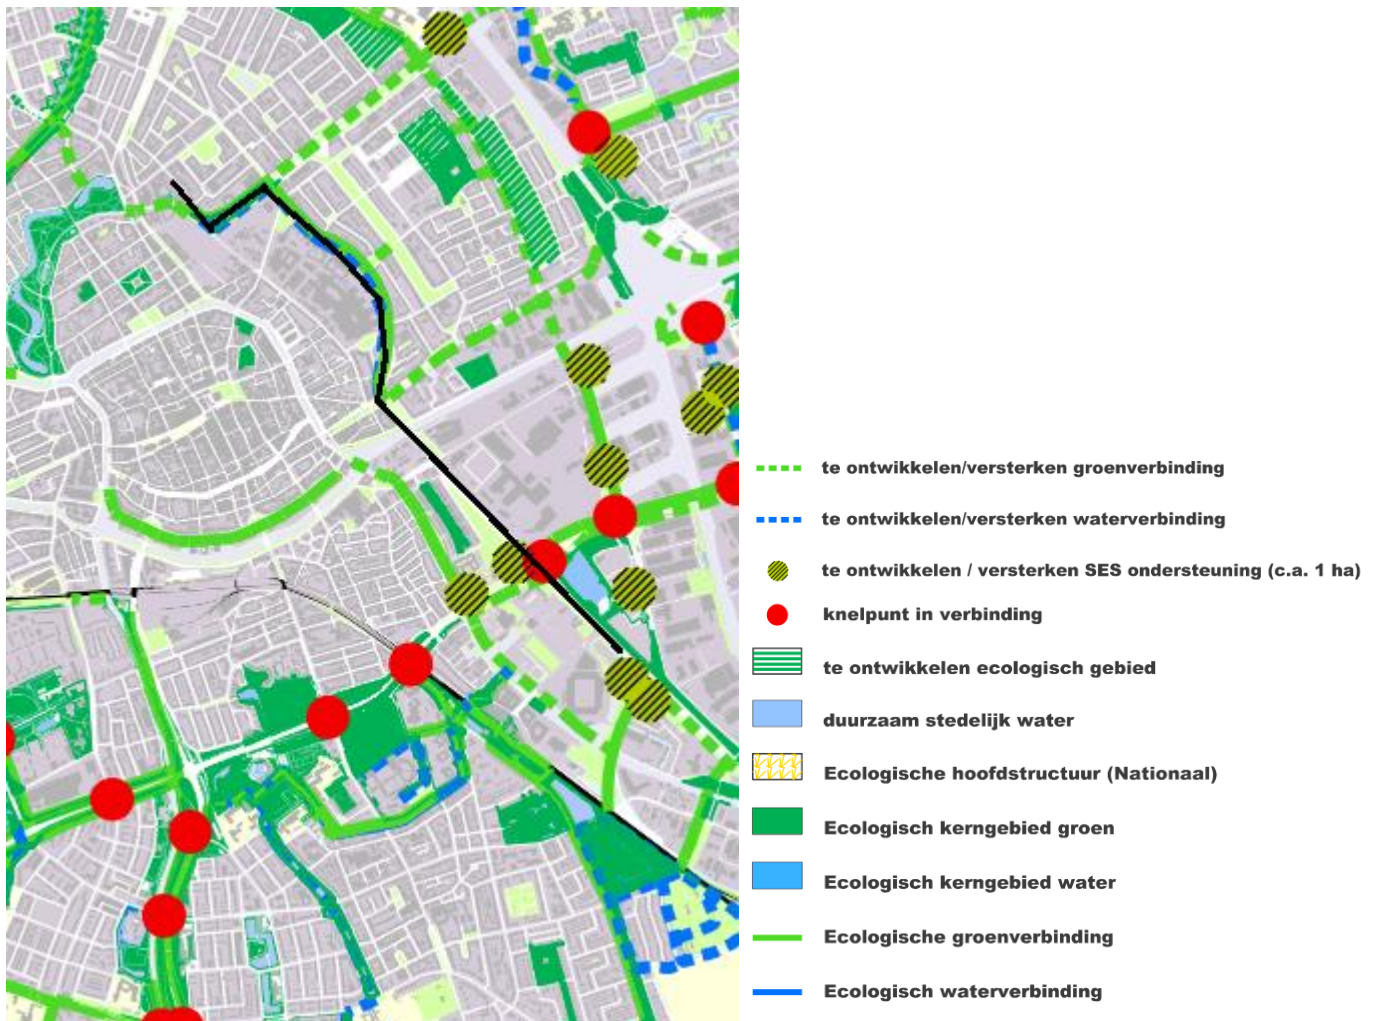 te ontwikkelen/versterken groenverbinding
te ontwikkelen/versterken waterverbinding
te ontwikkelen / versterken SES ondersteuning (c.a. 1 ha)
knelpunt in verbinding
te ontwikkelen ecologisch gebied
duurzaam stedelijk water
Ecologische hoofdstructuur (Nationaal)
Ecologisch kerngebied groen
Ecologisch kerngebied water
Ecologische groenverbinding
Ecologisch waterverbinding